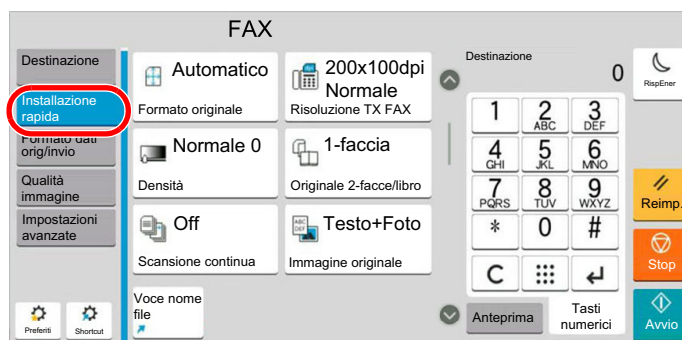 FAX
Destinazione
Installazione
rapida
Formato dati
orig/invio
Qualità
immagine
Impostazioni
avanzate
Preferiti
Shortcut
Automatico
Formato originale
200x100dpi
Normale
Risoluzione TX FAX
Normale 0
Densità
1-faccia
Originale 2-facce/libro
Off
Scansione continua
ABC
Testo+Foto
Immagine originale
Voce nome
file
Destinazione
0
1
2
ABC
3
DEF
4
GHI
5
JKL
6
MNO
7
PQRS
8
TUV
9
WXYZ
*
0
#
C
Anteprima
Tasti
numerici
RispEner
Reimp.
Stop
Avvio